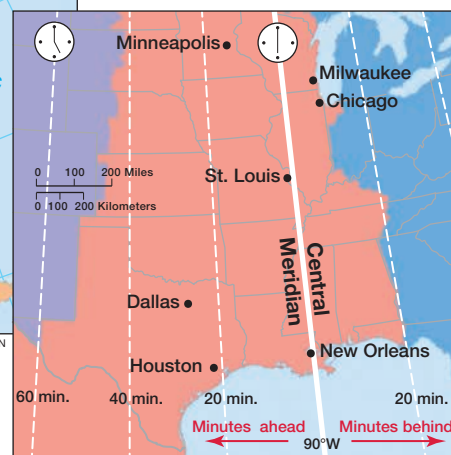 Minneapolis
Milwaukee
Chicago
0 100 200 Miles
0 100 200 Kilometers
St. Louis
Central
Meridian
Dallas
New Orleans
Houston
N
60 min.
40 min.
20 min.
20 min.
Minutes ahead
Minutes behind
90°W